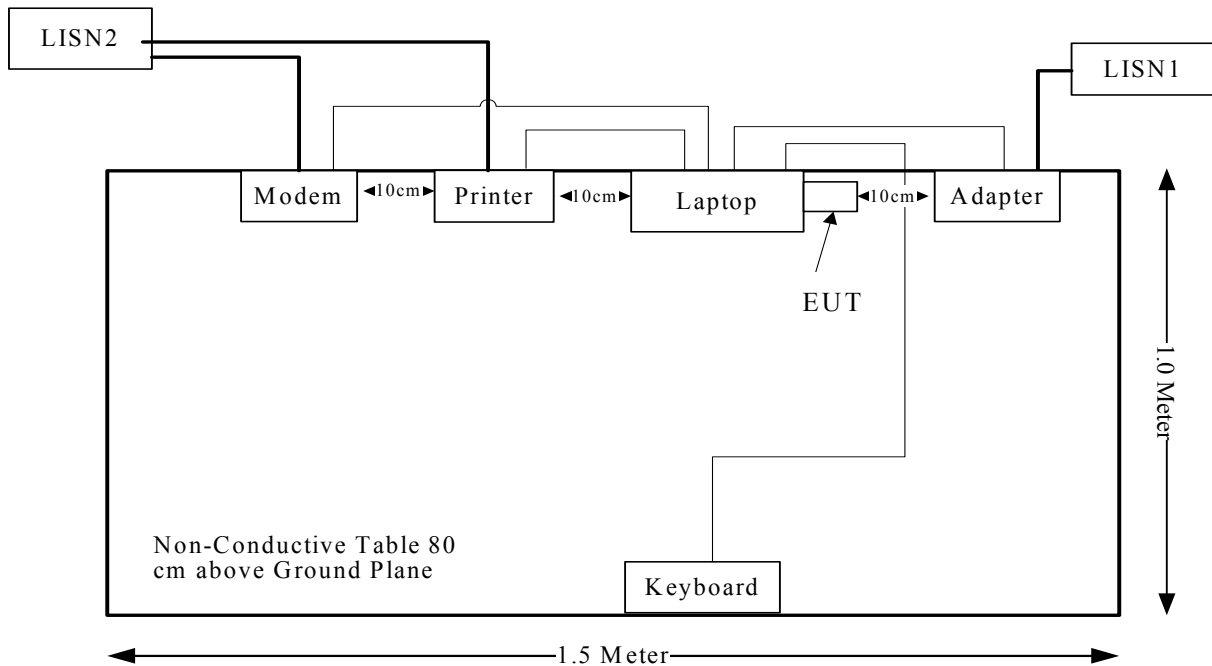 LISN2
LISN1
Modem
10cm
Printer
10cm
Laptop
10cm
Adapter
EUT
1.0 Meter
Non-Conductive Table 80
cm above Ground Plane
Keyboard
1.5 Meter